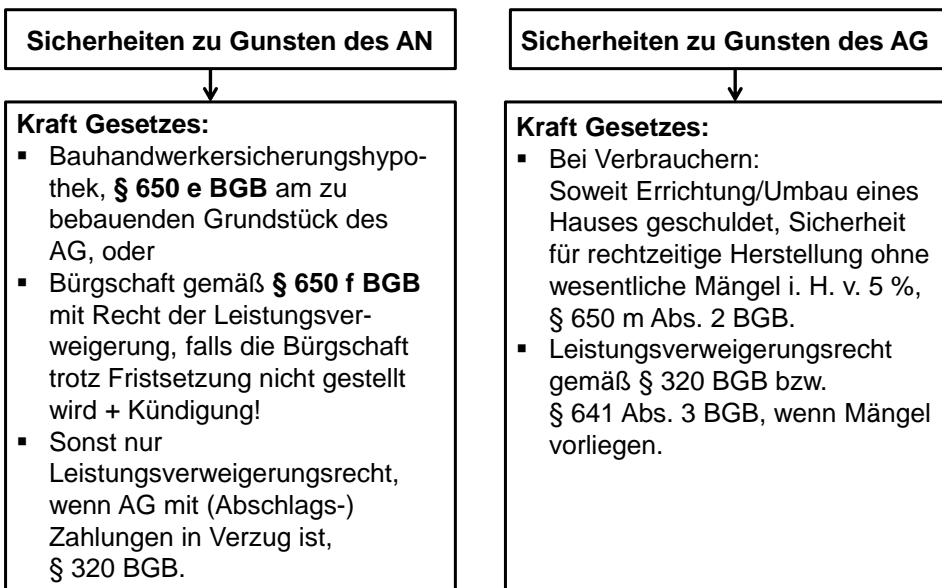 Sicherheiten zu Gunsten des AN
Kraft Gesetzes:
▪ Bauhandwerkersicherungshypo-
thek, § 650 e BGB am zu
bebauenden Grundstück des
AG, oder
▪ Bürgschaft gemäß § 650 f BGB
mit Recht der Leistungsver-
weigerung, falls die Bürgschaft
trotz Fristsetzung nicht gestellt
wird + Kündigung!
▪ Sonst nur
Leistungsverweigerungsrecht,
wenn AG mit (Abschlags-)
Zahlungen in Verzug ist,
§ 320 BGB.
Sicherheiten zu Gunsten des AG
Kraft Gesetzes:
▪ Bei Verbrauchern:
Soweit Errichtung/Umbau eines
Hauses geschuldet, Sicherheit
für rechtzeitige Herstellung ohne
wesentliche Mängel i. H. v. 5 %,
§ 650 m Abs. 2 BGB.
▪ Leistungsverweigerungsrecht
gemäß § 320 BGB bzw.
§ 641 Abs. 3 BGB, wenn Mängel
vorliegen.